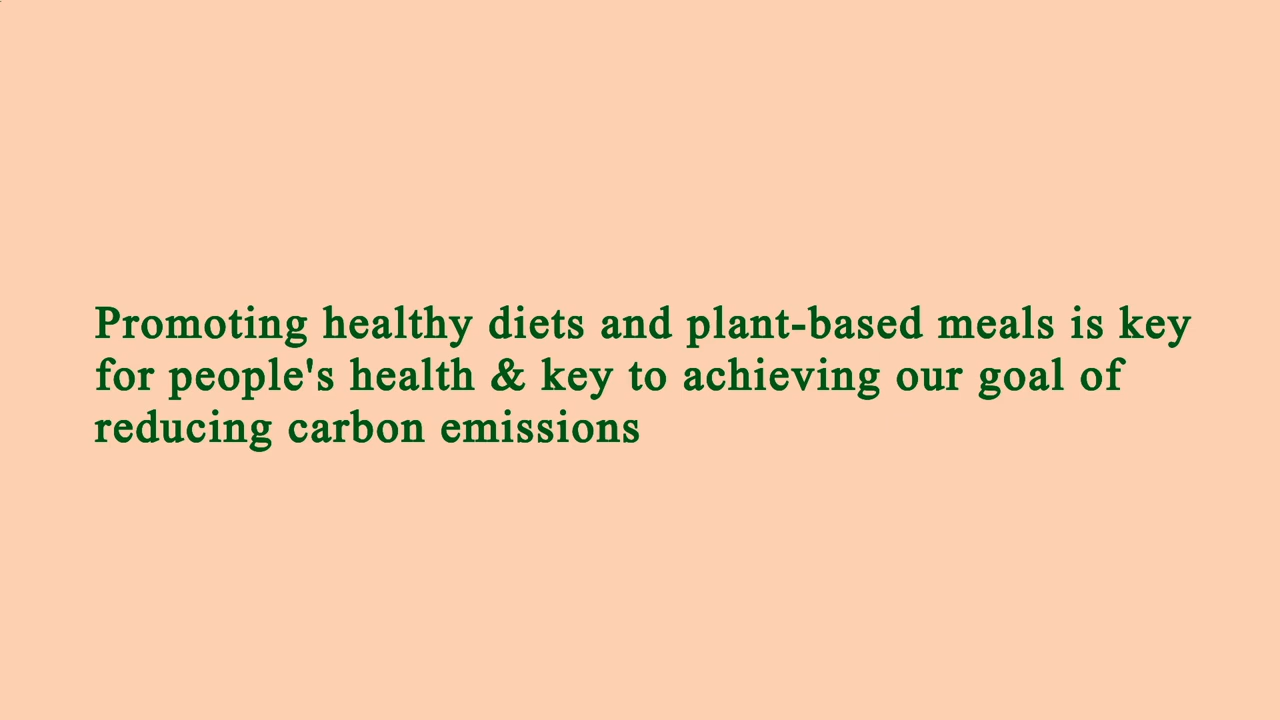 Promoting healthy diets and plant-based meals is key
for people's health & key to achieving our goal of
reducing carbon emissions